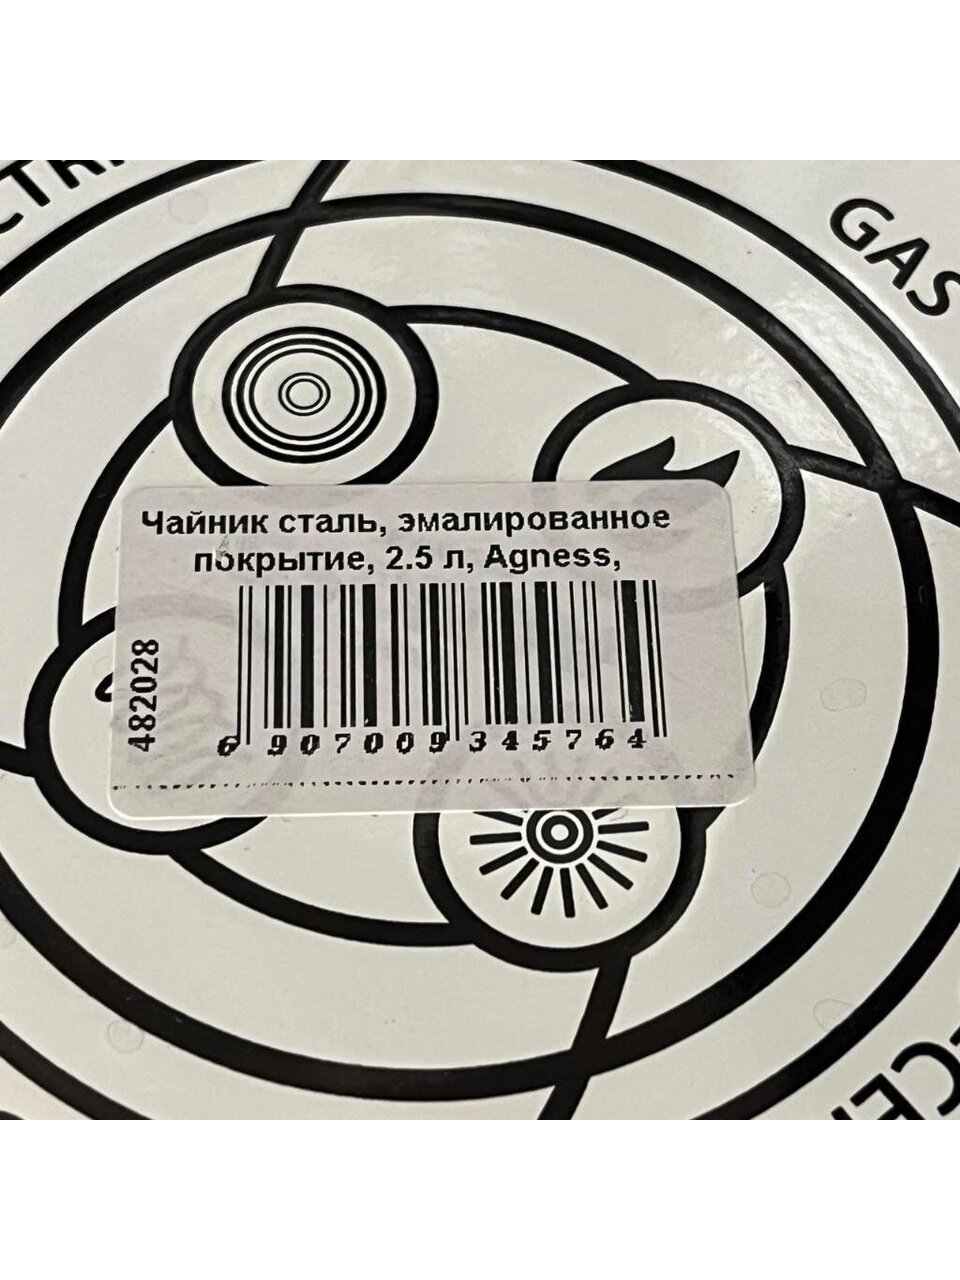 GAS
Чайник сталь, эмалированное
покрытие, 2.5 л, Agness,
482028
6 907009 345764